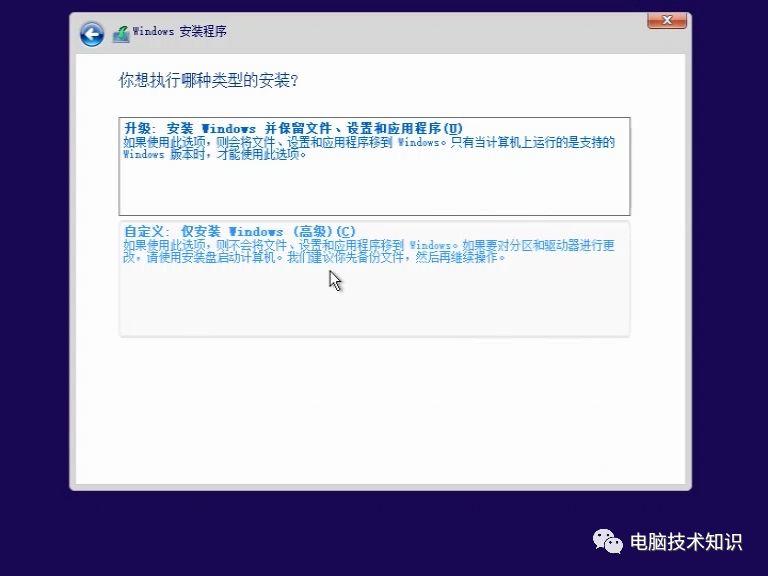 Windows 安装程序
你想执行哪种类型的安装?
升级: 安装 Windows 并保留文件、设置和应用程序(U)
如果使用此选项，则会将文件、设置和应用程序移到 Windows。只有当计算机上运行的是支持的
Windows 版本时，才能使用此选项。
自定义: 仅安装 Windows (高级)(C)
如果使用此选项，则不会将文件、设置和应用程序移到 Windows。如果要对分区和驱动器进行更
改，请使用安装盘启动计算机。我们建议你先备份文件，然后再继续操作。
电脑技术知识